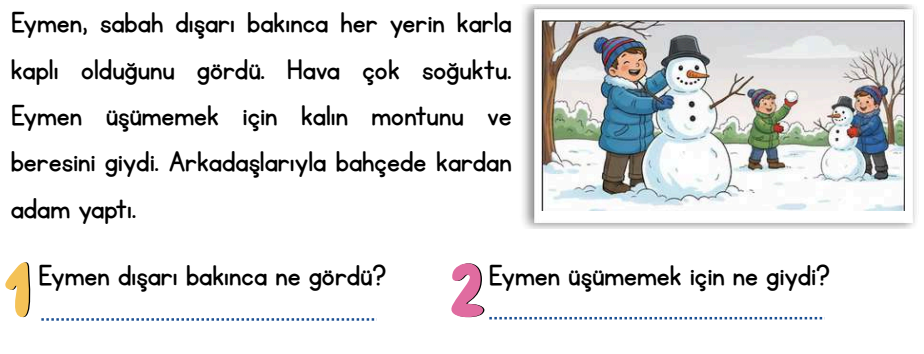 Eymen, sabah dışarı bakınca her yerin karla
kaplı olduğunu gördü. Hava çok soğuktu.
Eymen üşümemek için kalın montunu ve
beresini giydi. Arkadaşlarıyla bahçede kardan
adam yaptı.
1 Eymen dışarı bakınca ne gördü?
2 Eymen üşümemek için ne giydi?